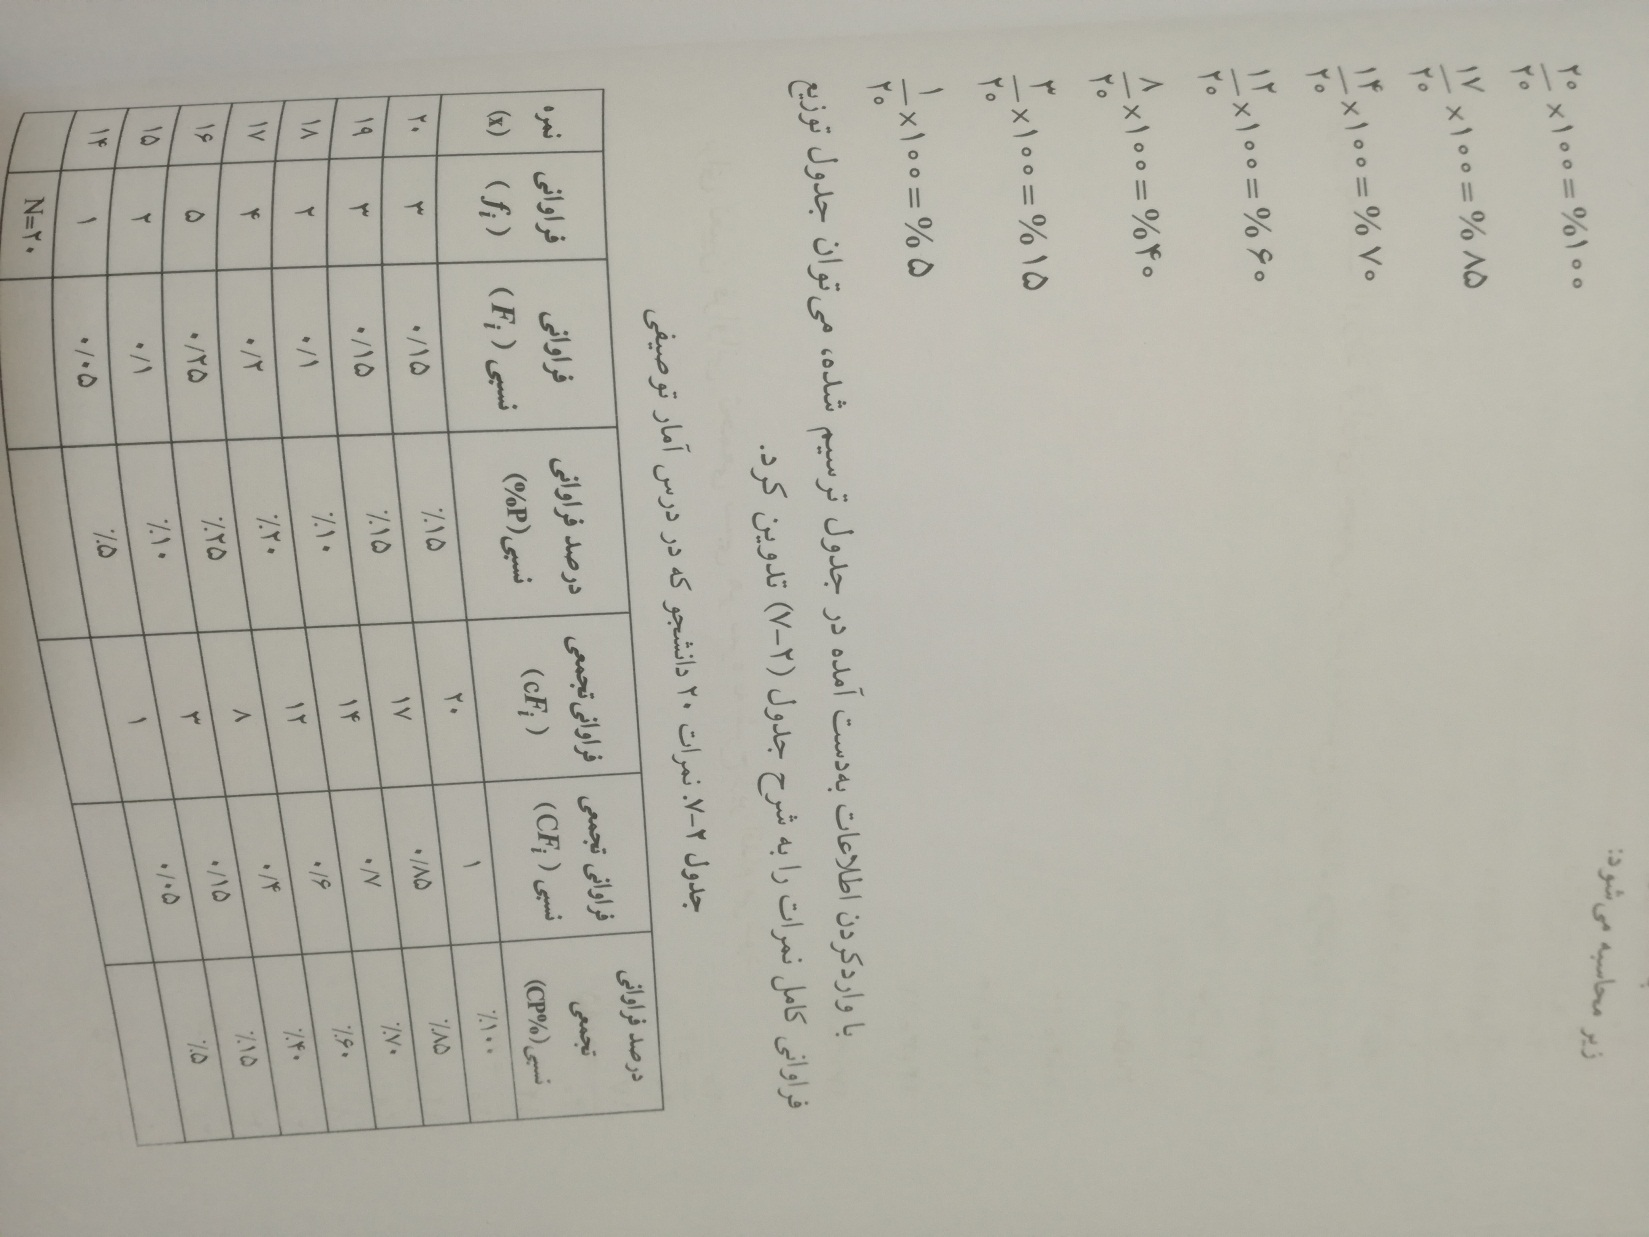 زیر محاسبه می‌شود:
۲۰/۲۰ ×۱۰۰=%۱۰۰
۱۷/۲۰ ×۱۰۰=%۸۵
۱۴/۲۰ ×۱۰۰=%۷۰
۱۲/۲۰ ×۱۰۰=%۶۰
۸/۲۰ ×۱۰۰=%۴۰
۳/۲۰ ×۱۰۰=%۱۵
۱/۲۰ ×۱۰۰=%۵
با وارد کردن اطلاعات به‌دست آمده در جدول ترسیم شده، می‌توان جدول توزیع
فراوانی کامل نمرات را به شرح جدول (۲-۷) تدوین کرد.
جدول ۲-۷. نمرات ۲۰ دانشجو که در درس آمار توصیفی
نمره (x) | فراوانی (fi) | فراوانی نسبی (Fi) | درصد فراوانی نسبی (%P) | فراوانی تجمعی (cFi) | فراوانی تجمعی نسبی (CFi) | درصد فراوانی تجمعی نسبی (CP%)
۲۰ | ۳ | ۰/۱۵ | ٪۱۵ | ۲۰ | ۱ | ٪۱۰۰
۱۹ | ۳ | ۰/۱۵ | ٪۱۵ | ۱۷ | ۰/۸۵ | ٪۸۵
۱۸ | ۲ | ۰/۱ | ٪۱۰ | ۱۴ | ۰/۷ | ٪۷۰
۱۷ | ۴ | ۰/۲ | ٪۲۰ | ۱۲ | ۰/۶ | ٪۶۰
۱۶ | ۵ | ۰/۲۵ | ٪۲۵ | ۸ | ۰/۴ | ٪۴۰
۱۵ | ۲ | ۰/۱ | ٪۱۰ | ۳ | ۰/۱۵ | ٪۱۵
۱۴ | ۱ | ۰/۰۵ | ٪۵ | ۱ | ۰/۰۵ | ٪۵
N=۲۰